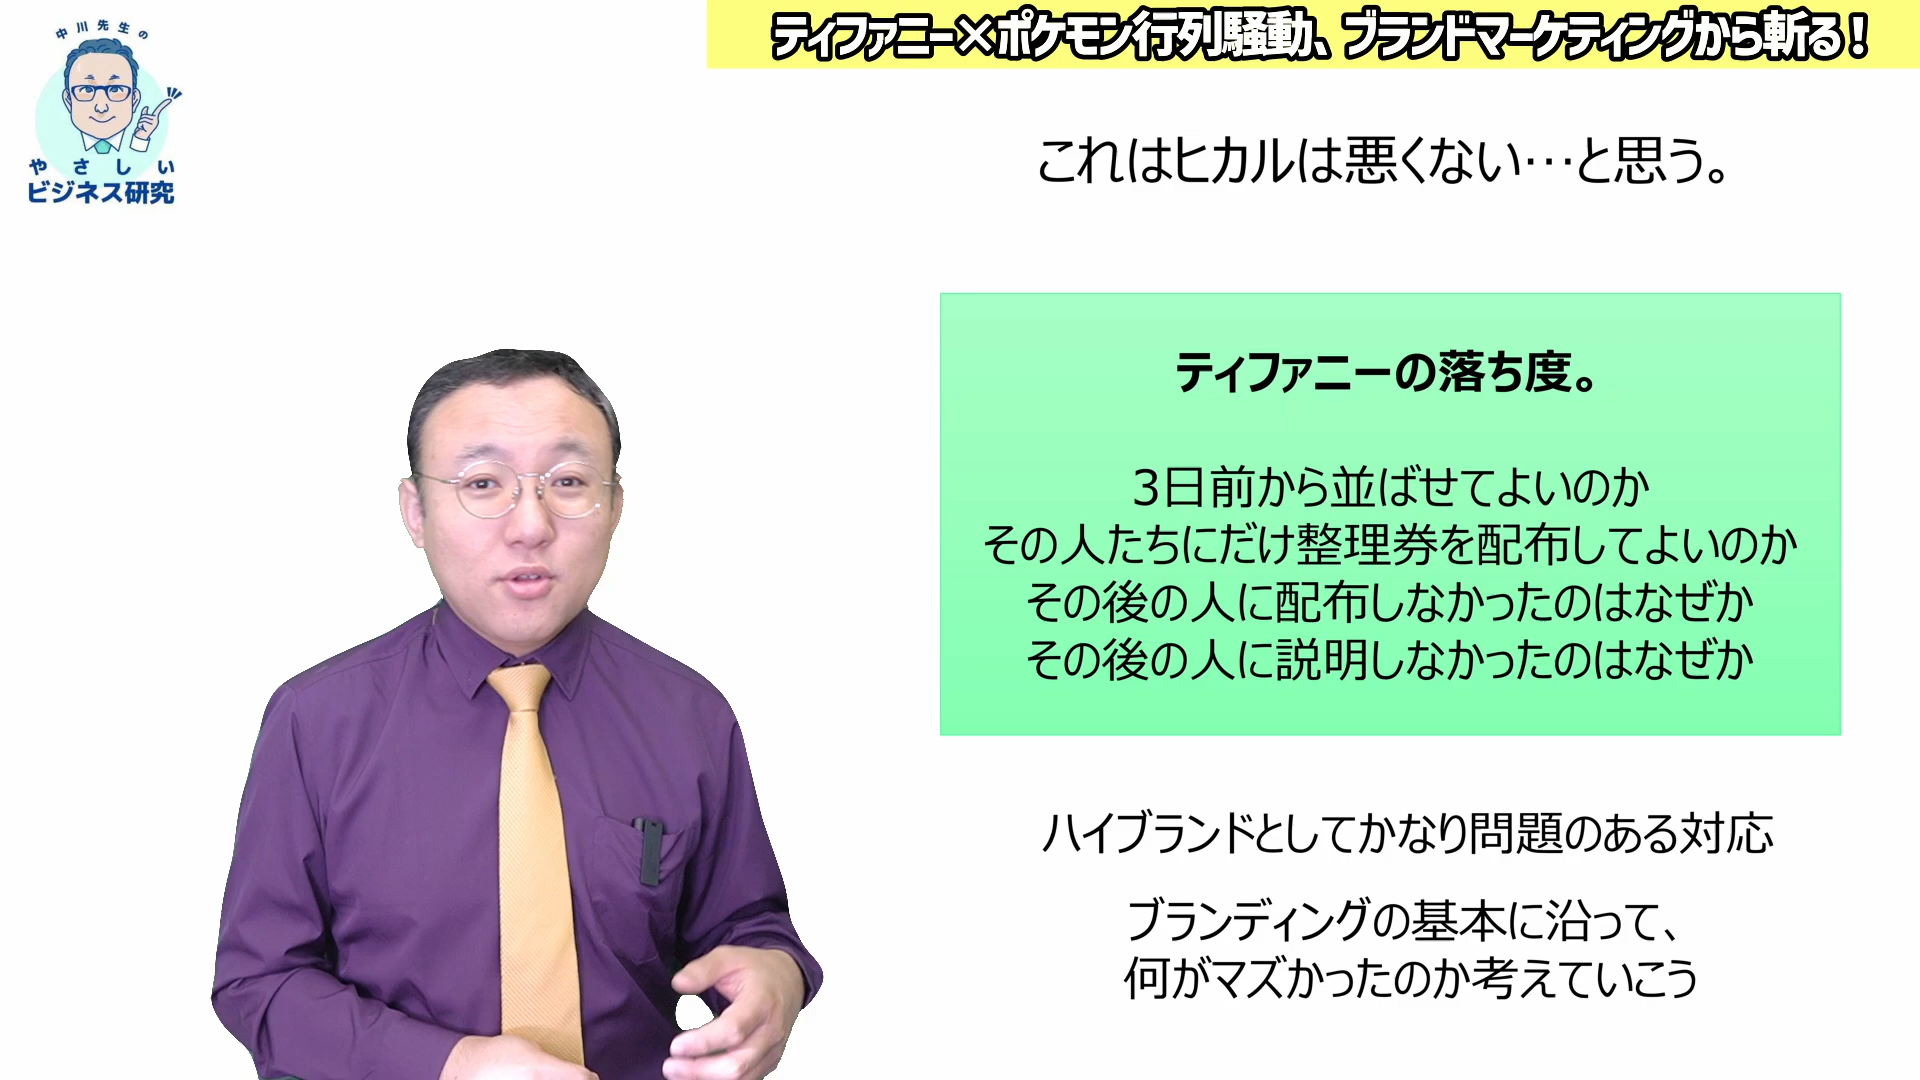 中川先生の
やさしい
ビジネス研究
ティファニー×ポケモン行列騒動、ブランドマーケティングから斬る！
これはヒカルは悪くない…と思う。
ティファニーの落ち度。
3日前から並ばせてよいのか
その人たちにだけ整理券を配布してよいのか
その後の人に配布しなかったのはなぜか
その後の人に説明しなかったのはなぜか
ハイブランドとしてかなり問題のある対応
ブランディングの基本に沿って、
何がマズかったのか考えていこう